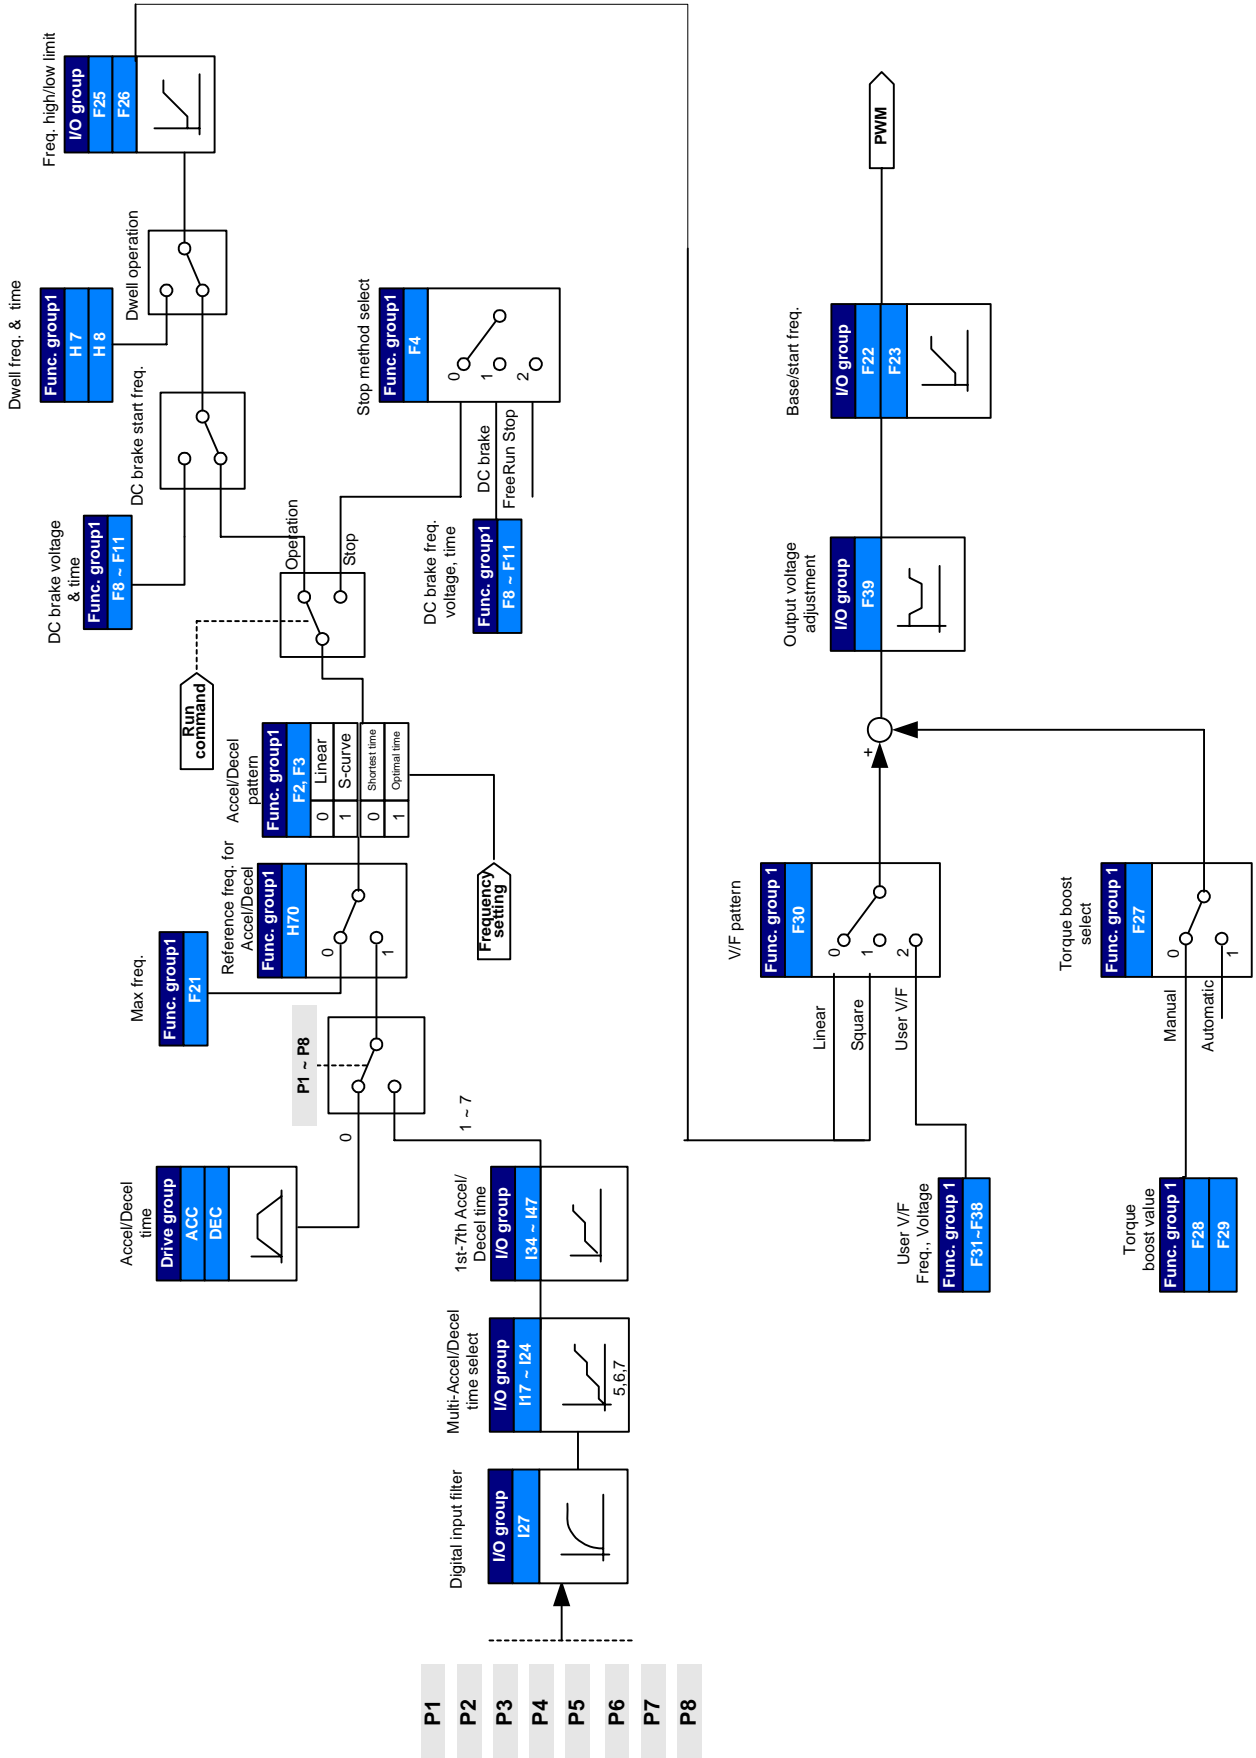 P1
P2
P3
P4
P5
P6
P7
P8
Digital input filter
I/O group
I27
Multi-Accel/Decel
time select
I/O group
I17 ~ I24
5,6,7
1st-7th Accel/
Decel time
I/O group
I34 ~ I47
Accel/Decel
time
Drive group
ACC
DEC
0
1 ~ 7
P1 ~ P8
Max freq.
Func. group1
F21
Reference freq. for
Accel/Decel
Func. group1
H70
0
1
Frequency
setting
Accel/Decel
pattern
Func. group1
F2, F3
0
Linear
1
S-curve
0
Shortest time
1
Optimal time
Run
command
Operation
Stop
DC brake voltage
& time
Func. group1
F8 ~ F11
DC brake freq.
voltage, time
Func. group1
F8 ~ F11
DC brake start freq.
DC brake
FreeRun Stop
Stop method select
Func. group1
F4
0
1
2
Dwell freq. & time
Func. group1
H 7
H 8
Dwell operation
Freq. high/low limit
I/O group
F25
F26
User V/F
Freq., Voltage
Func. group 1
F31~F38
Linear
Square
User V/F
V/F pattern
Func. group 1
F30
0
1
2
Torque
boost value
Func. group 1
F28
F29
Manual
Automatic
Torque boost
select
Func. group 1
F27
0
1
+
Output voltage
adjustment
I/O group
F39
Base/start freq.
I/O group
F22
F23
PWM